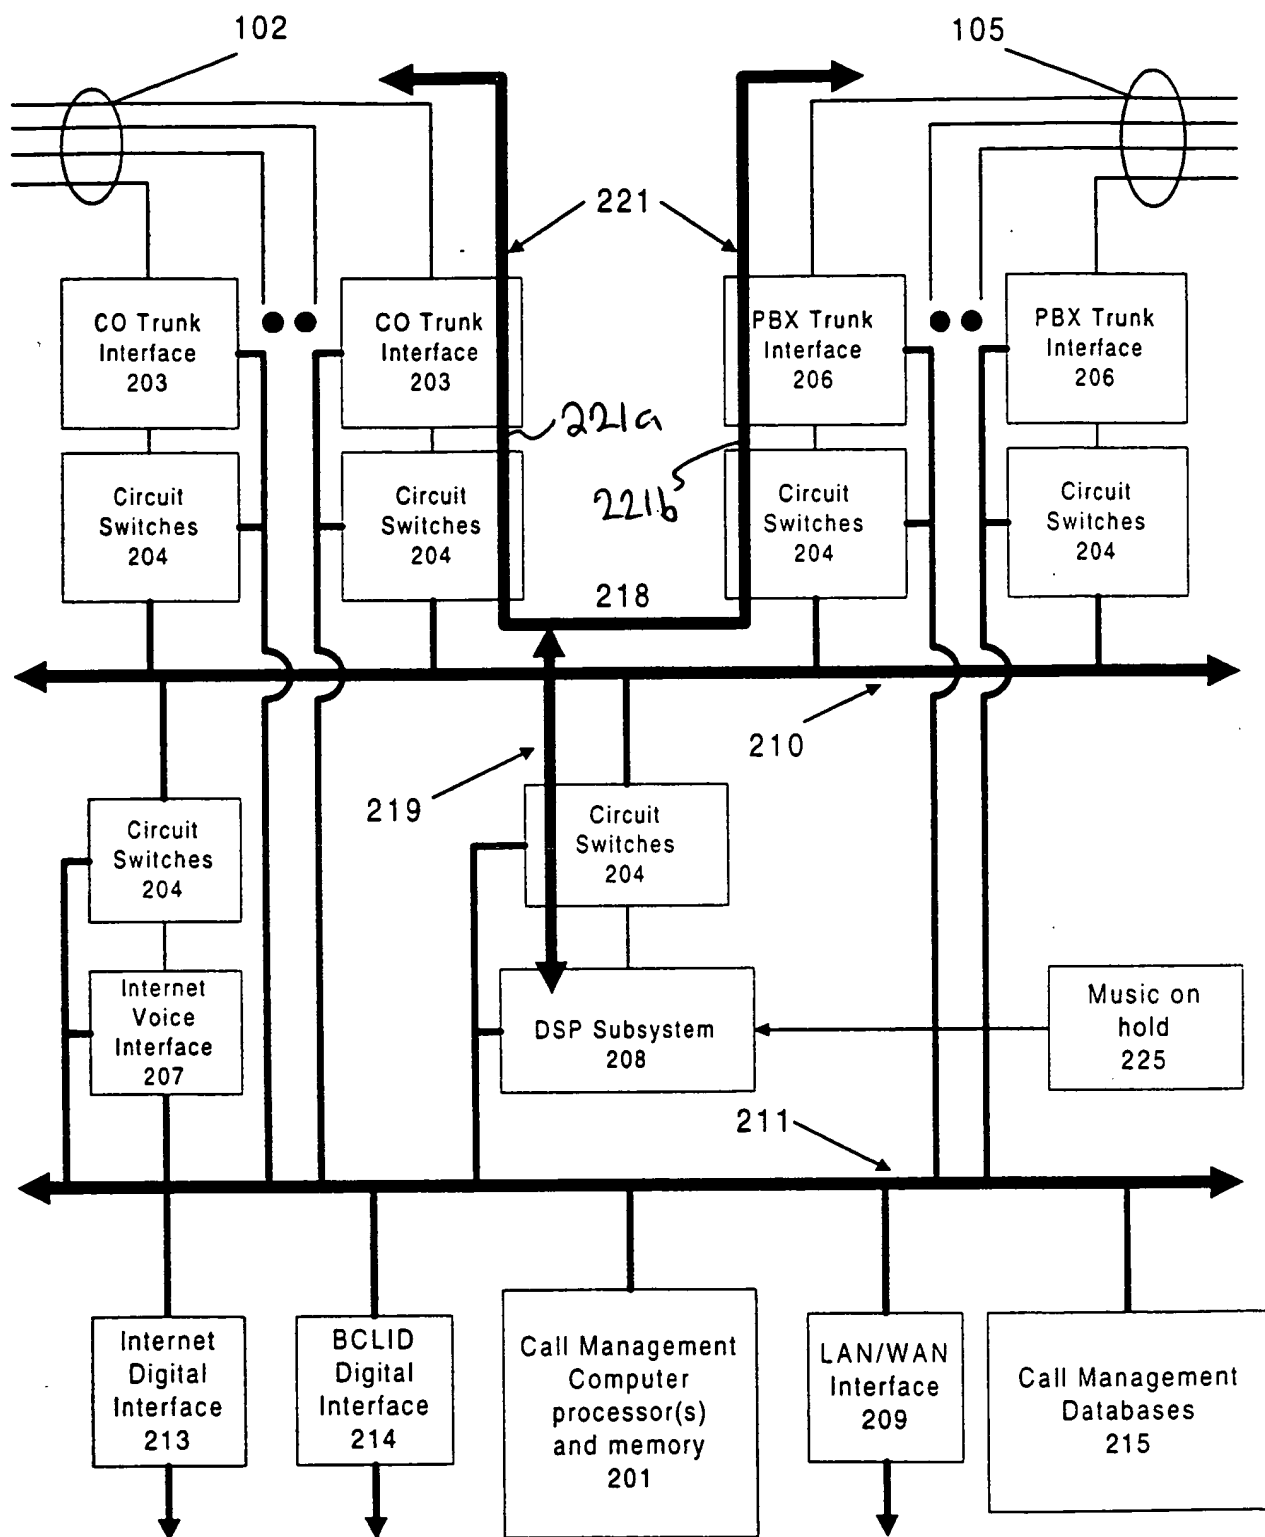 102
105
221
CO Trunk
Interface
203
CO Trunk
Interface
203
PBX Trunk
Interface
206
PBX Trunk
Interface
206
221a
221b
Circuit
Switches
204
Circuit
Switches
204
Circuit
Switches
204
Circuit
Switches
204
218
210
219
Circuit
Switches
204
Circuit
Switches
204
Internet
Voice
Interface
207
DSP Subsystem
208
Music on
hold
225
211
Internet
Digital
Interface
213
BCLID
Digital
Interface
214
Call Management
Computer
processor(s)
and memory
201
LAN/WAN
Interface
209
Call Management
Databases
215